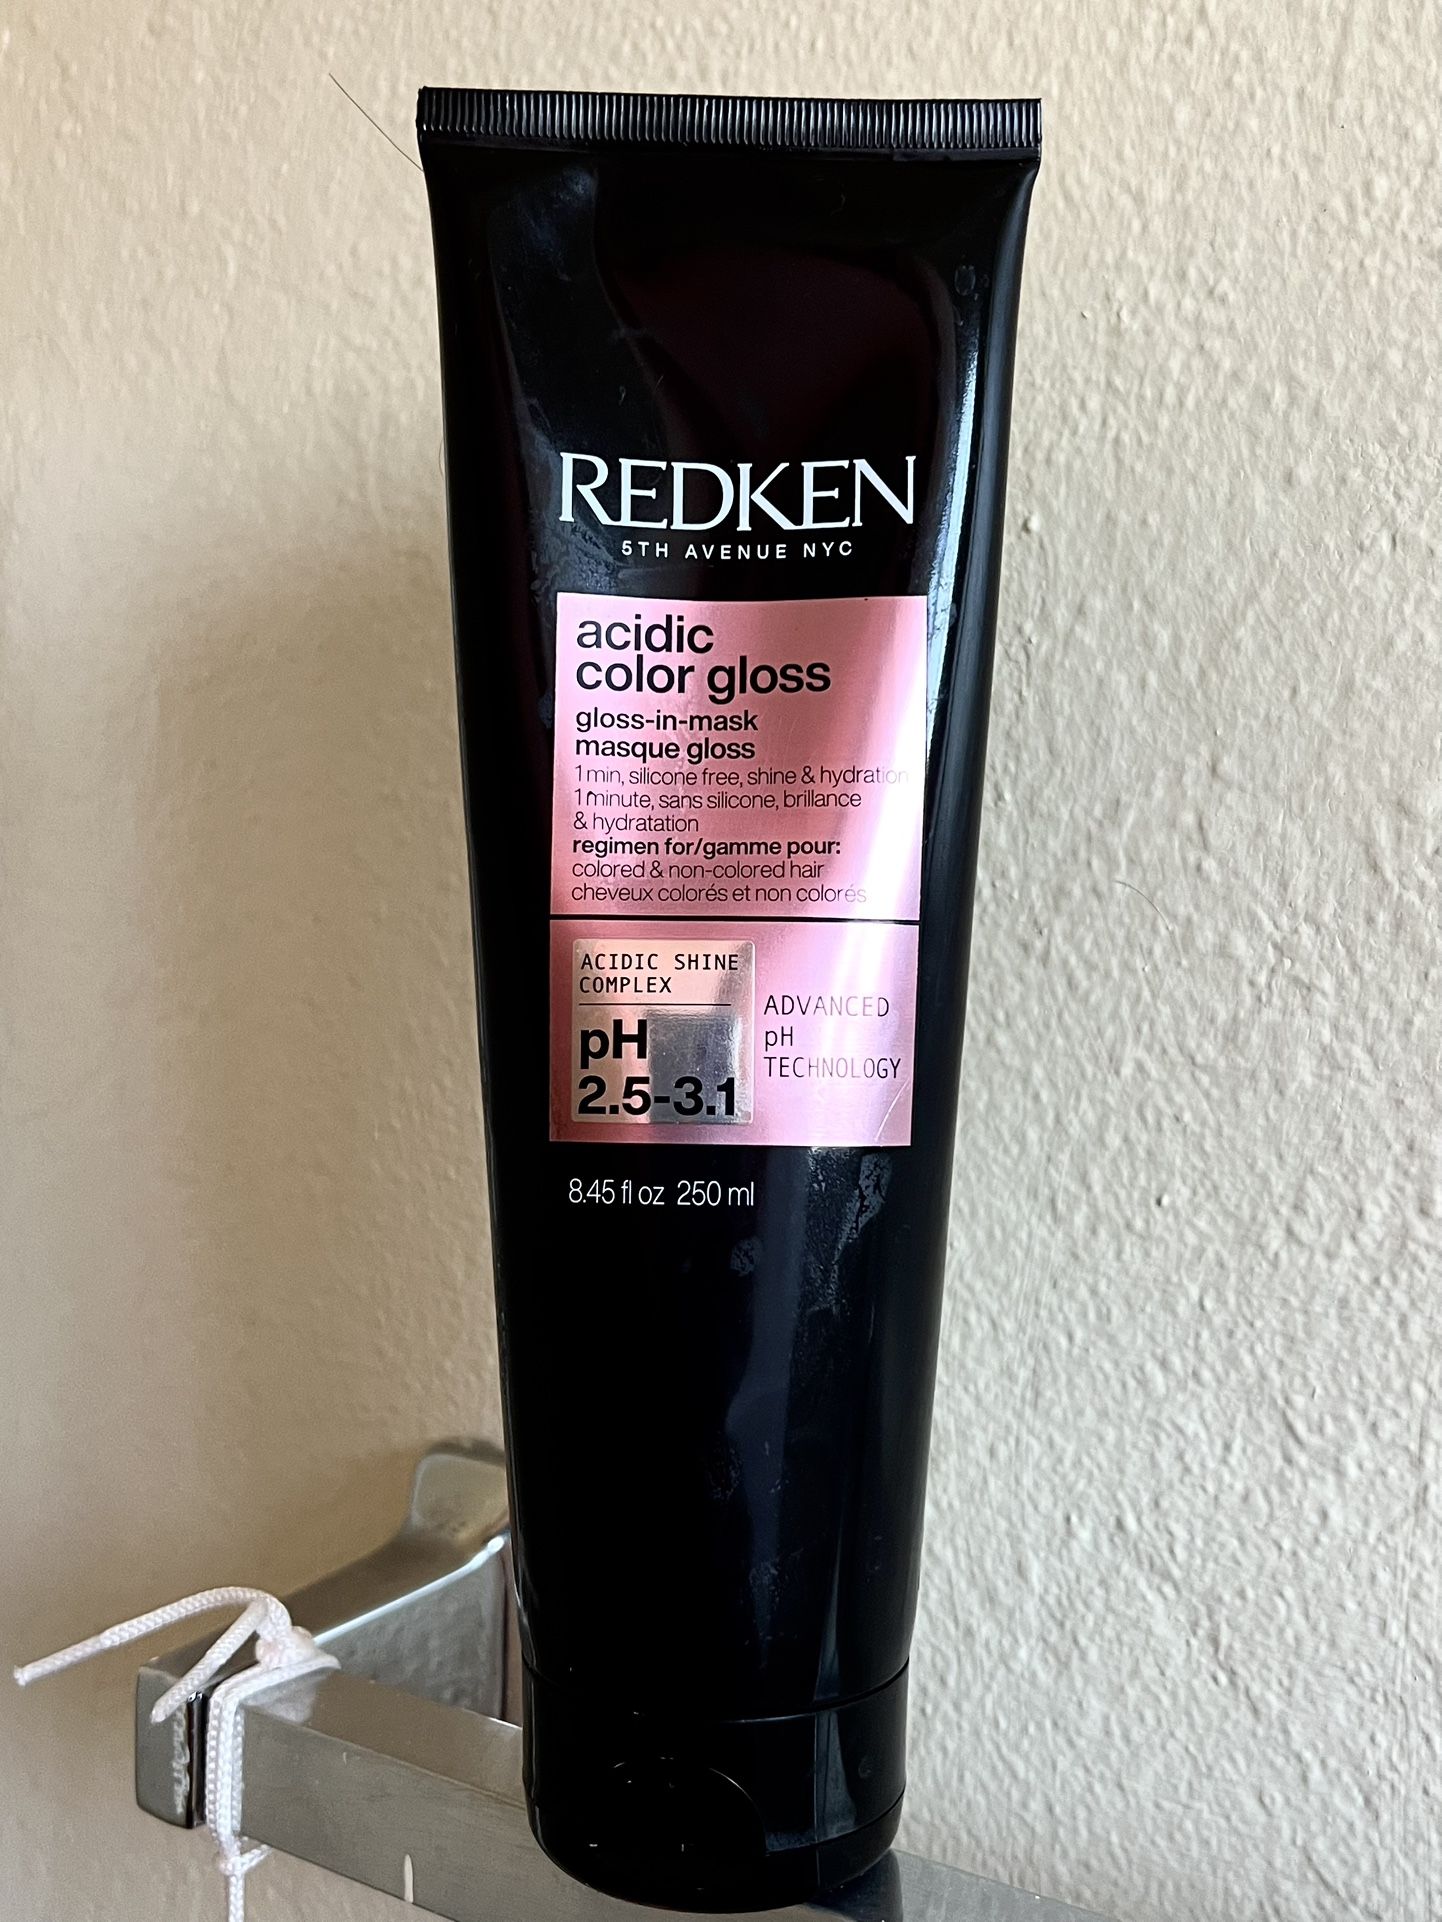 REDKEN
5TH AVENUE NYC
acidic
color gloss
gloss-in-mask
masque gloss
1 min, silicone free, shine & hydration
1 minute, sans silicone, brillance
& hydratation
regimen for/gamme pour:
colored & non-colored hair
cheveux colorés et non colorés
ACIDIC SHINE
COMPLEX
pH
2.5-3.1
ADVANCED
pH
TECHNOLOGY
8.45 fl oz 250 ml